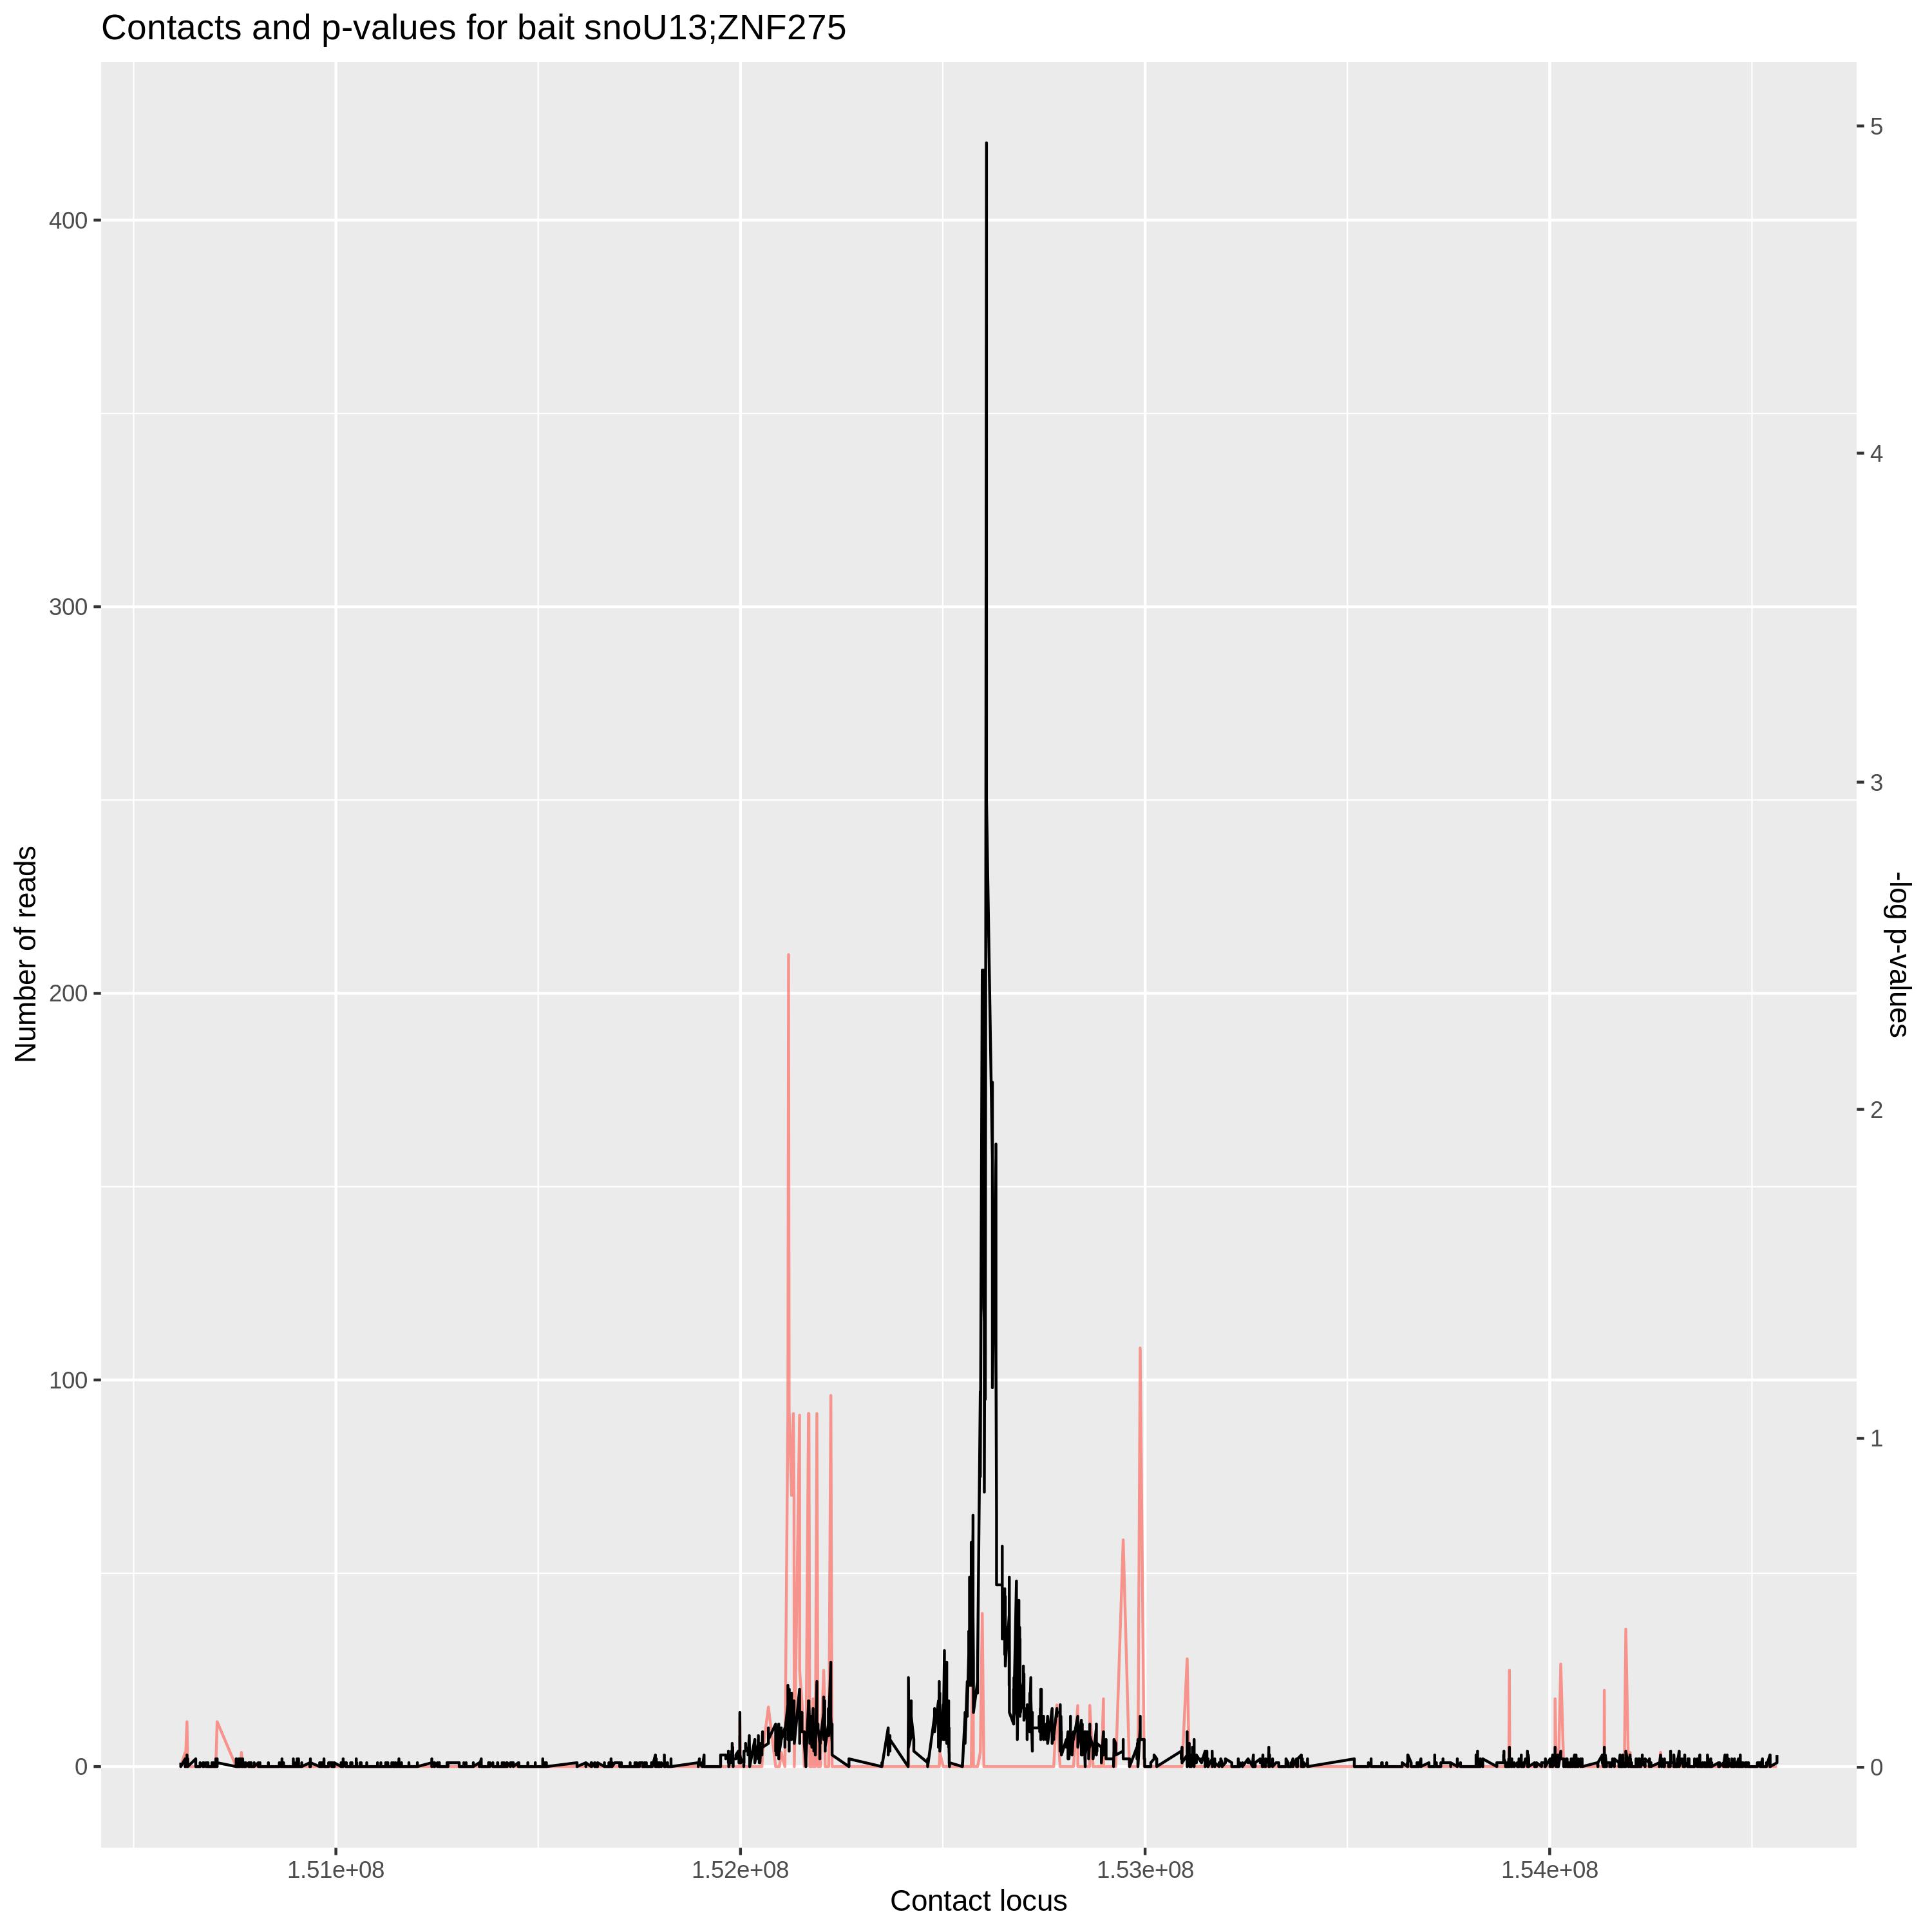 Contacts and p-values for bait snoU13;ZNF275
Number of reads
400
300
200
100
0
5
4
3
2
1
0
-log p-values
1.51e+08 1.52e+08 1.53e+08 1.54e+08
Contact locus